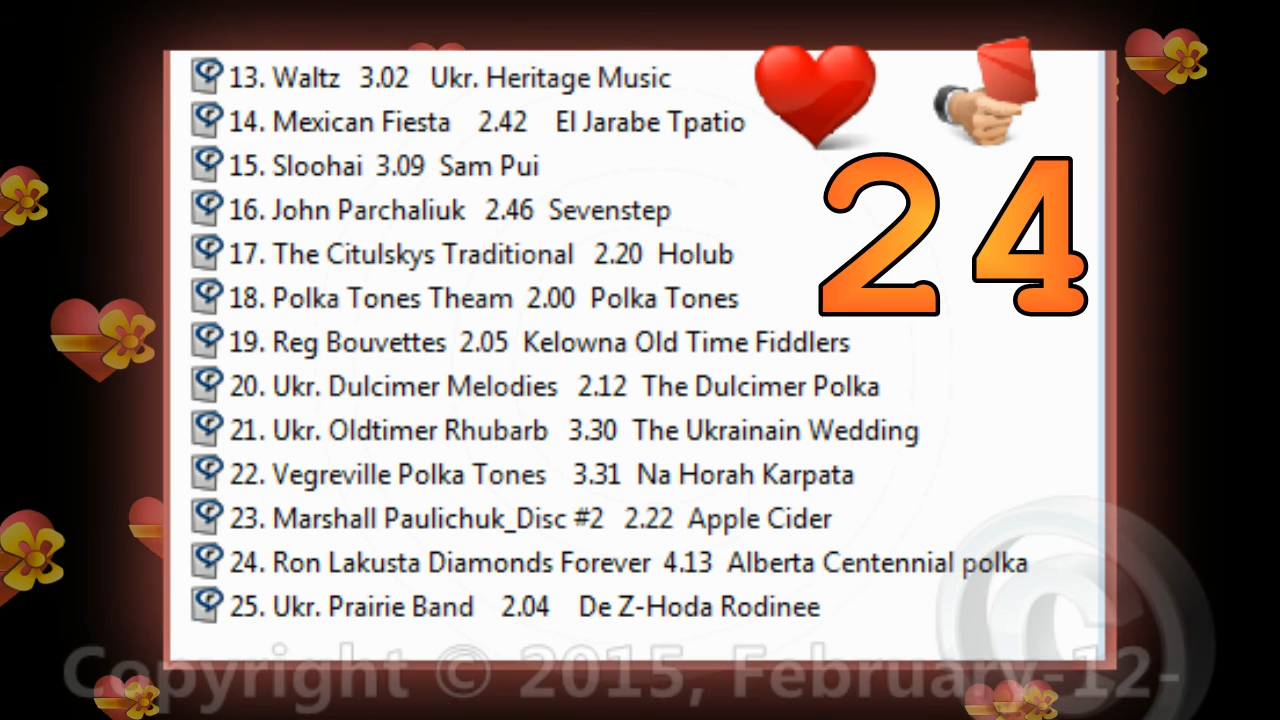 13. Waltz 3.02 Ukr. Heritage Music
14. Mexican Fiesta 2.42 El Jarabe Tpatio
15. Sloohai 3.09 Sam Pui
16. John Parchaliuk 2.46 Sevenstep
17. The Citulskys Traditional 2.20 Holub
18. Polka Tones Theam 2.00 Polka Tones
19. Reg Bouvettes 2.05 Kelowna Old Time Fiddlers
20. Ukr. Dulcimer Melodies 2.12 The Dulcimer Polka
21. Ukr. Oldtimer Rhubarb 3.30 The Ukrainain Wedding
22. Vegreville Polka Tones 3.31 Na Horah Karpata
23. Marshall Paulichuk_Disc #2 2.22 Apple Cider
24. Ron Lakusta Diamonds Forever 4.13 Alberta Centennial polka
25. Ukr. Prairie Band 2.04 De Z-Hoda Rodinee
24
Copyright © 2015, February-12-